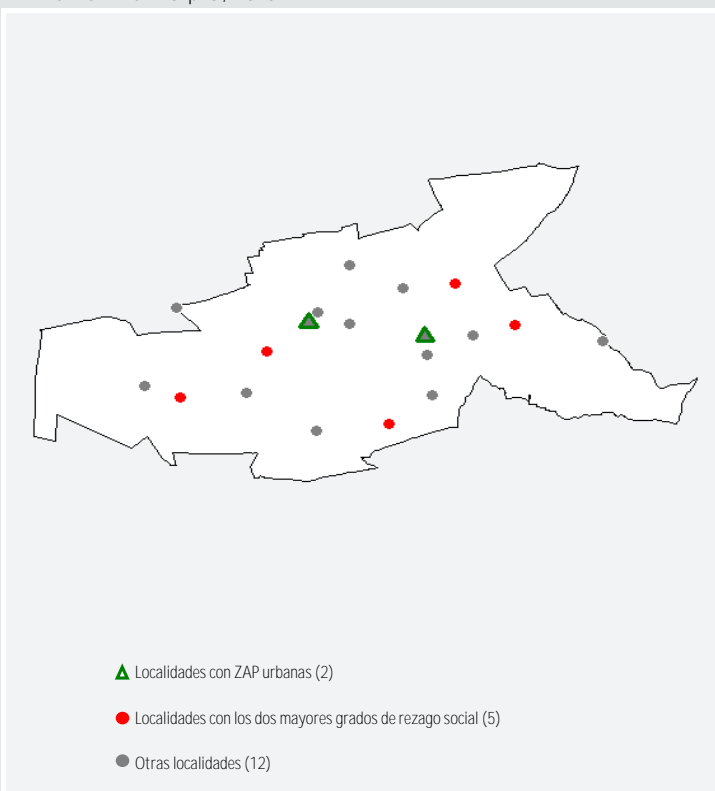 Localidades con ZAP urbanas (2)
Localidades con los dos mayores grados de rezago social (5)
Otras localidades (12)